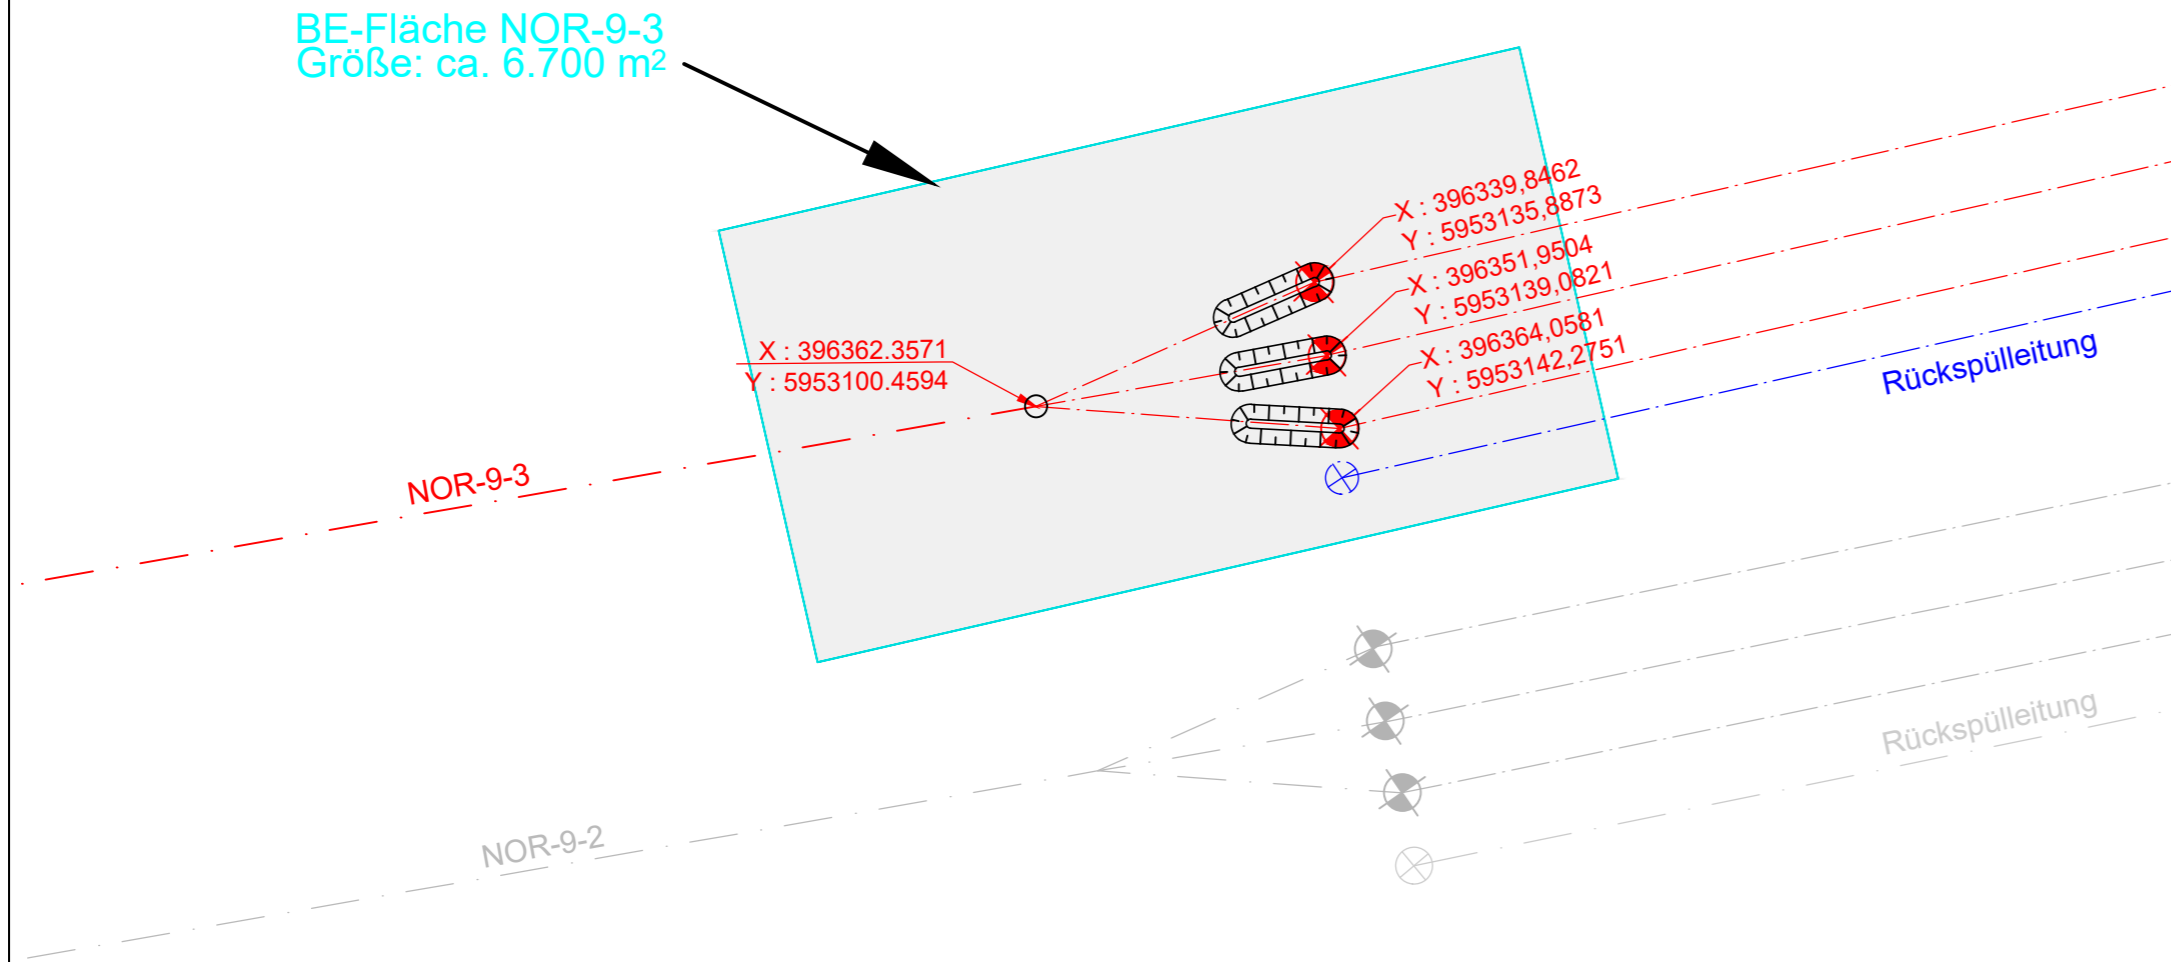 BE-Fläche NOR-9-3
Größe: ca. 6.700 m²
X : 396339,8462
Y : 5953135,8873
X : 396351,9504
Y : 5953139,0821
X : 396364,0581
Y : 5953142,2751
X : 396362.3571
Y : 5953100.4594
Rückspülleitung
NOR-9-3
Rückspülleitung
NOR-9-2